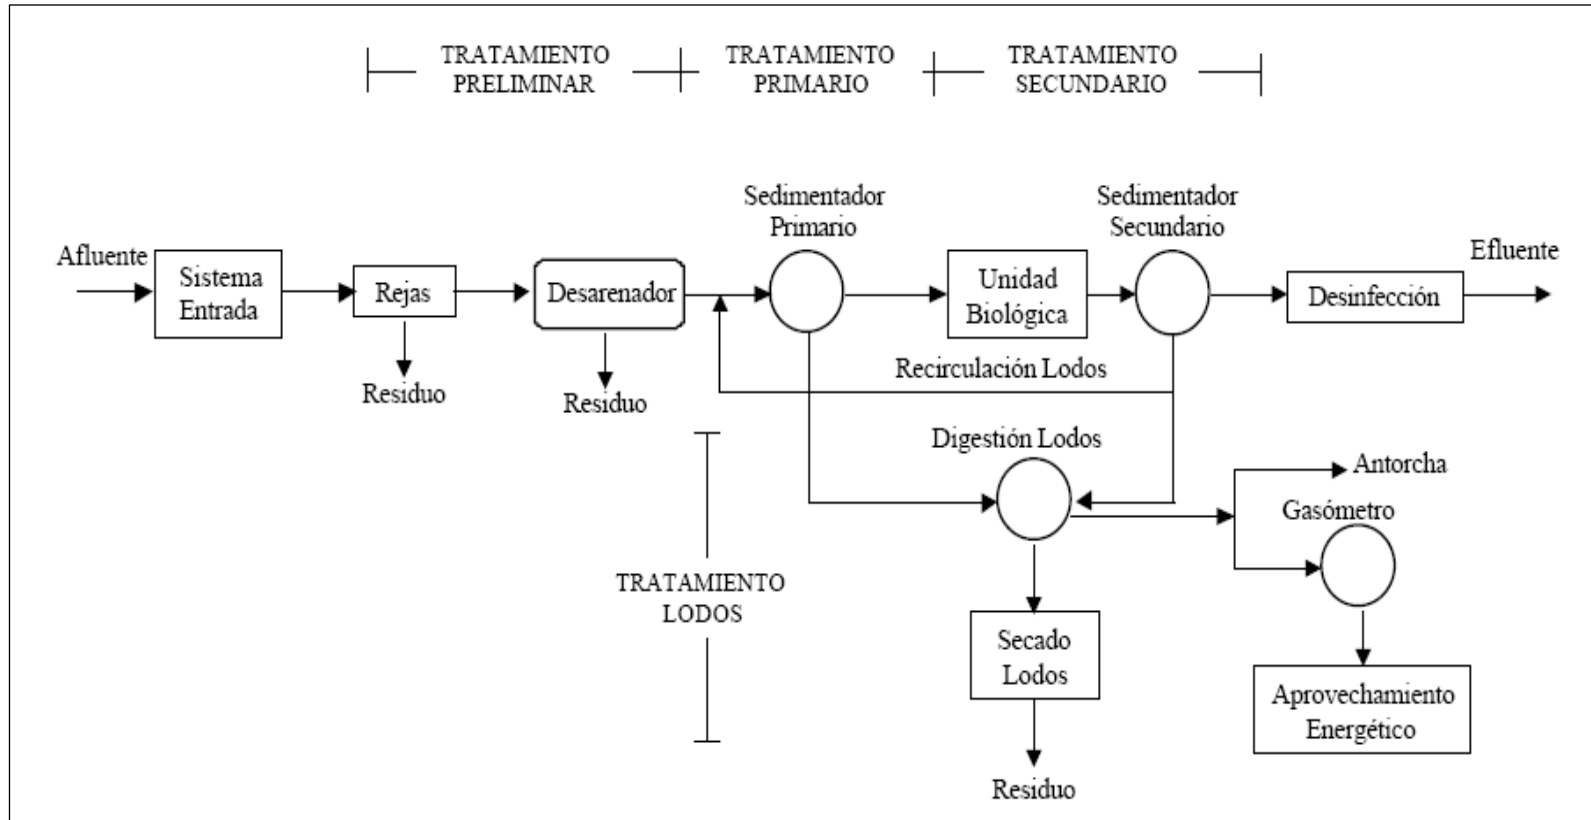 TRATAMIENTO
PRELIMINAR
TRATAMIENTO
PRIMARIO
TRATAMIENTO
SECUNDARIO
Sedimentador
Primario
Sedimentador
Secundario
Afluente
Sistema
Entrada
Rejas
Desarenador
Unidad
Biológica
Desinfección
Efluente
Residuo
Residuo
Recirculación Lodos
Digestión Lodos
Antorcha
Gasómetro
TRATAMIENTO
LODOS
Secado
Lodos
Aprovechamiento
Energético
Residuo